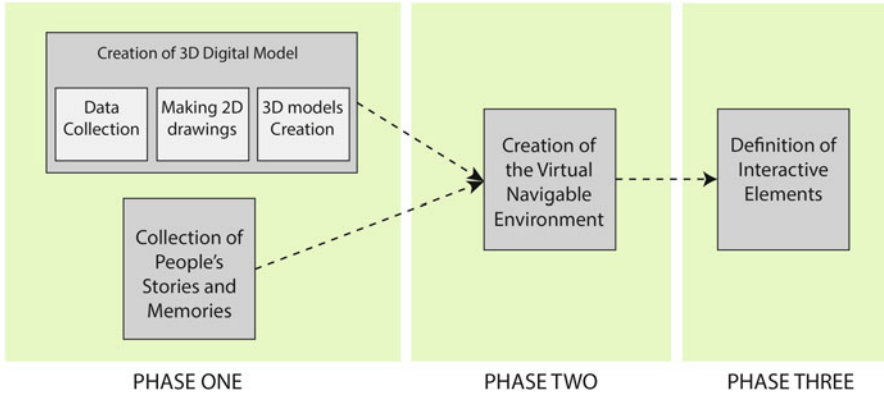 Creation of 3D Digital Model
Data
Collection
Making 2D
drawings
3D models
Creation
Collection of
People's
Stories and
Memories
Creation of
the Virtual
Navigable
Environment
Definition of
Interactive
Elements
PHASE ONE
PHASE TWO
PHASE THREE